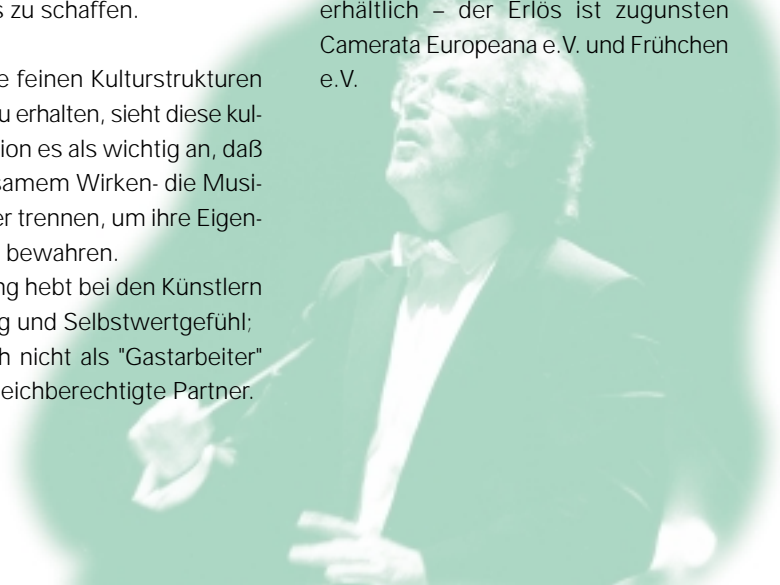 s zu schaffen.
e feinen Kulturstrukturen
u erhalten, sieht diese kul-
ion es als wichtig an, daß
samem Wirken- die Musi-
er trennen, um ihre Eigen-
bewahren.
ng hebt bei den Künstlern
g und Selbstwertgefühl;
h nicht als "Gastarbeiter"
eichberechtigte Partner.
erhältlich – der Erlös ist zugunsten
Camerata Europeana e.V. und Frühchen
e.V.